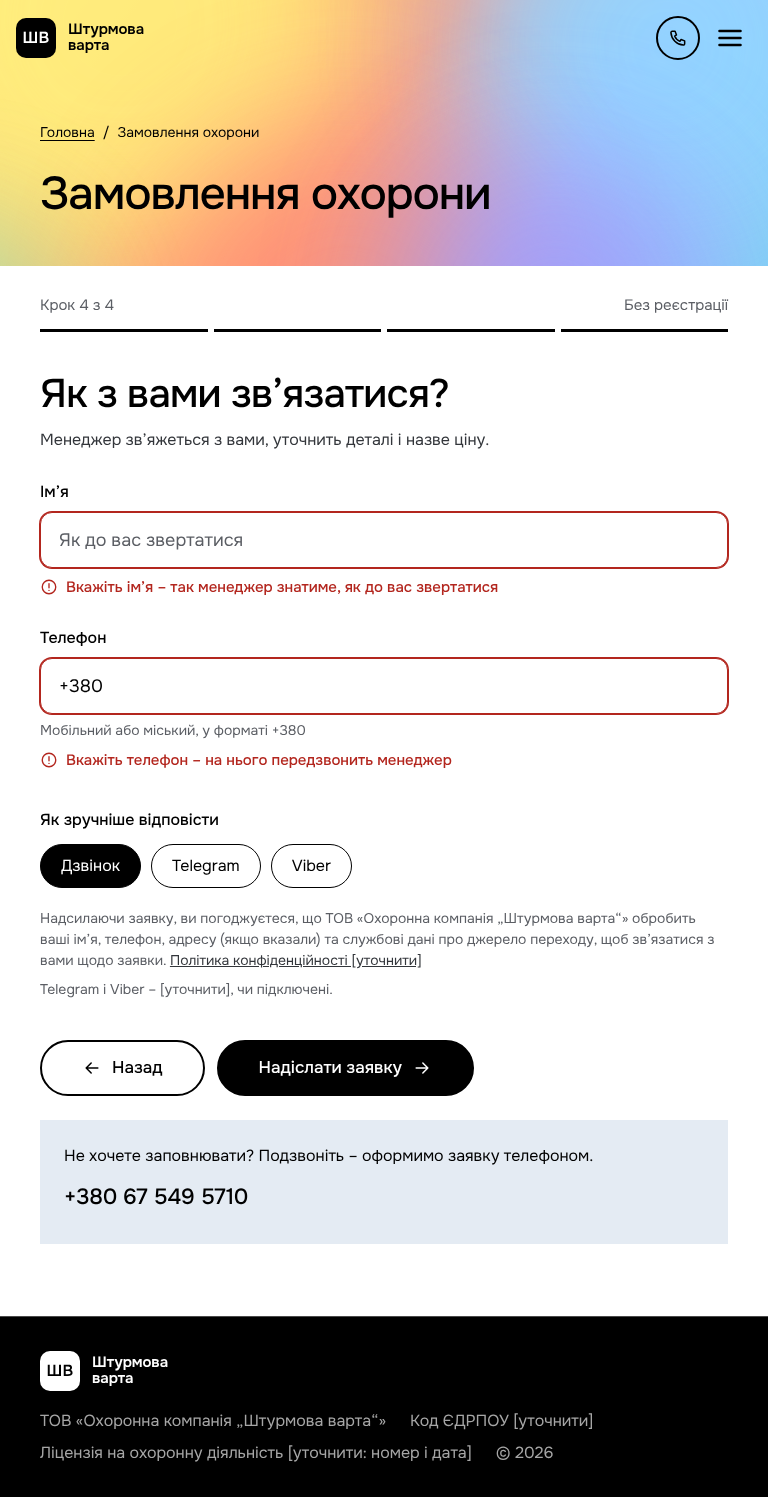 ШВ
Штурмова
варта
Головна / Замовлення охорони
Замовлення охорони
Крок 4 з 4
Без реєстрації
Як з вами зв’язатися?
Менеджер зв’яжеться з вами, уточнить деталі і назве ціну.
Ім’я
Як до вас звертатися
Вкажіть ім’я – так менеджер знатиме, як до вас звертатися
Телефон
+380
Мобільний або міський, у форматі +380
Вкажіть телефон – на нього передзвонить менеджер
Як зручніше відповісти
Дзвінок
Telegram
Viber
Надсилаючи заявку, ви погоджуєтеся, що ТОВ «Охоронна компанія „Штурмова варта“» обробить
ваші ім’я, телефон, адресу (якщо вказали) та службові дані про джерело переходу, щоб зв’язатися з
вами щодо заявки. Політика конфіденційності [уточнити]
Telegram і Viber – [уточнити], чи підключені.
Назад
Надіслати заявку
Не хочете заповнювати? Подзвоніть – оформимо заявку телефоном.
+380 67 549 5710
ШВ
Штурмова
варта
ТОВ «Охоронна компанія „Штурмова варта“» Код ЄДРПОУ [уточнити]
Ліцензія на охоронну діяльність [уточнити: номер і дата] © 2026